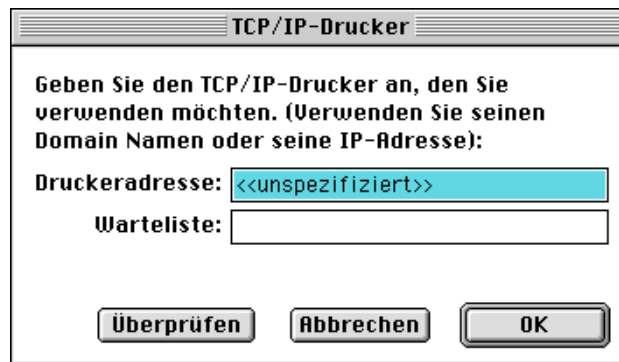 TCP/IP-Drucker
Geben Sie den TCP/IP-Drucker an, den Sie
verwenden möchten. (Verwenden Sie seinen
Domain Namen oder seine IP-Adresse):
Druckeradresse: <<unspezifiziert>>
Warteliste:
Überprüfen Abbrechen OK